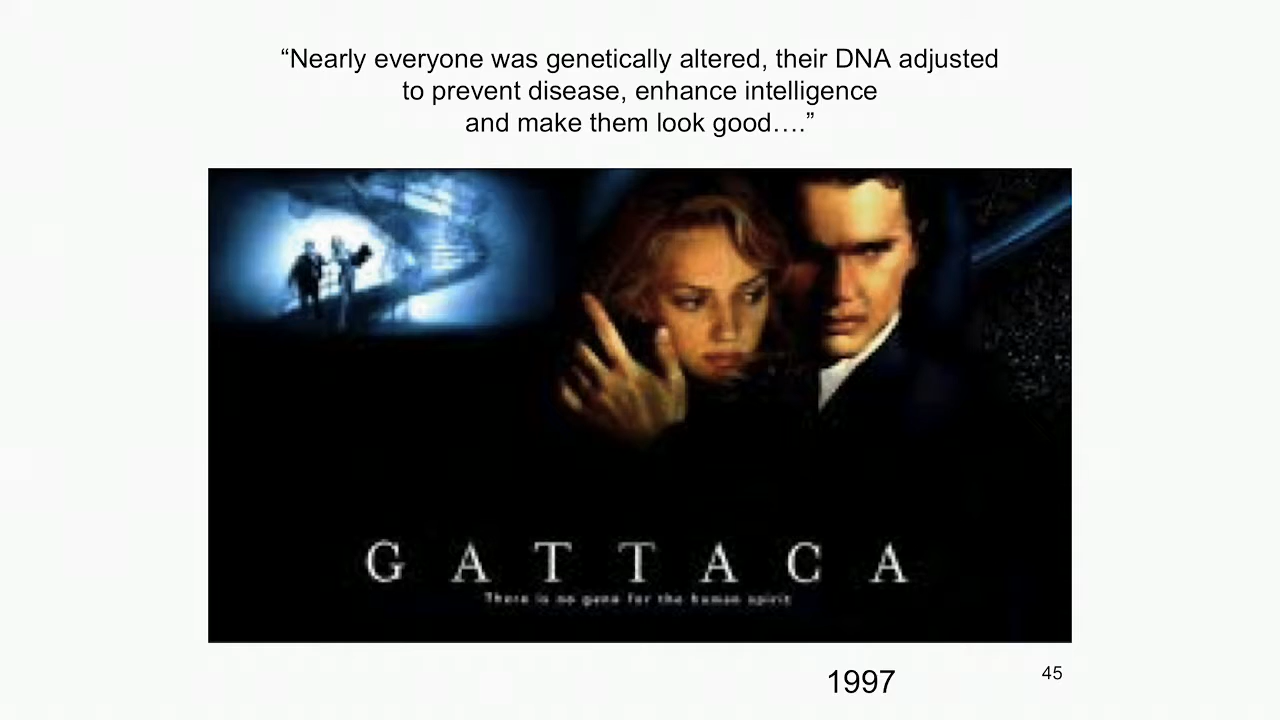 “Nearly everyone was genetically altered, their DNA adjusted
to prevent disease, enhance intelligence
and make them look good….”
GATTACA
There is no gene for the human spirit
1997
45